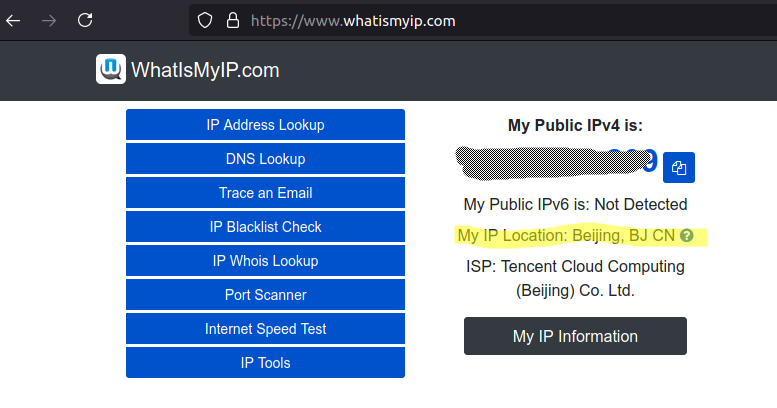 https://www.whatismyip.com
WhatIsMyIP.com
IP Address Lookup
DNS Lookup
Trace an Email
IP Blacklist Check
IP Whois Lookup
Port Scanner
Internet Speed Test
IP Tools
My Public IPv4 is:
My Public IPv6 is: Not Detected
My IP Location: Beijing, BJ CN
ISP: Tencent Cloud Computing
(Beijing) Co. Ltd.
My IP Information